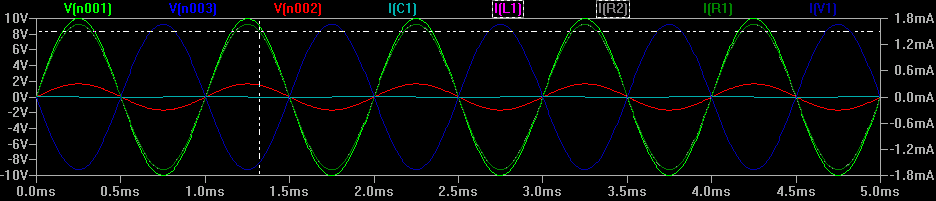 V(n001) V(n003) V(n002) I(C1) I(L1) I(R2) I(R1) I(V1)
10V 1.8mA
8V
6V 1.2mA
4V
2V 0.6mA
0V 0.0mA
-2V
-4V -0.6mA
-6V
-8V -1.2mA
-10V -1.8mA
0.0ms 0.5ms 1.0ms 1.5ms 2.0ms 2.5ms 3.0ms 3.5ms 4.0ms 4.5ms 5.0ms